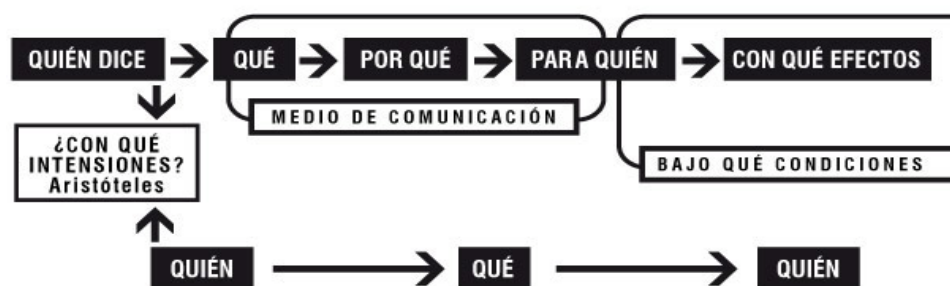 QUIÉN DICE
QUÉ
POR QUÉ
PARA QUIÉN
CON QUÉ EFECTOS
MEDIO DE COMUNICACIÓN
¿CON QUÉ
INTENSIONES?
Aristóteles
BAJO QUÉ CONDICIONES
QUIÉN
QUÉ
QUIÉN